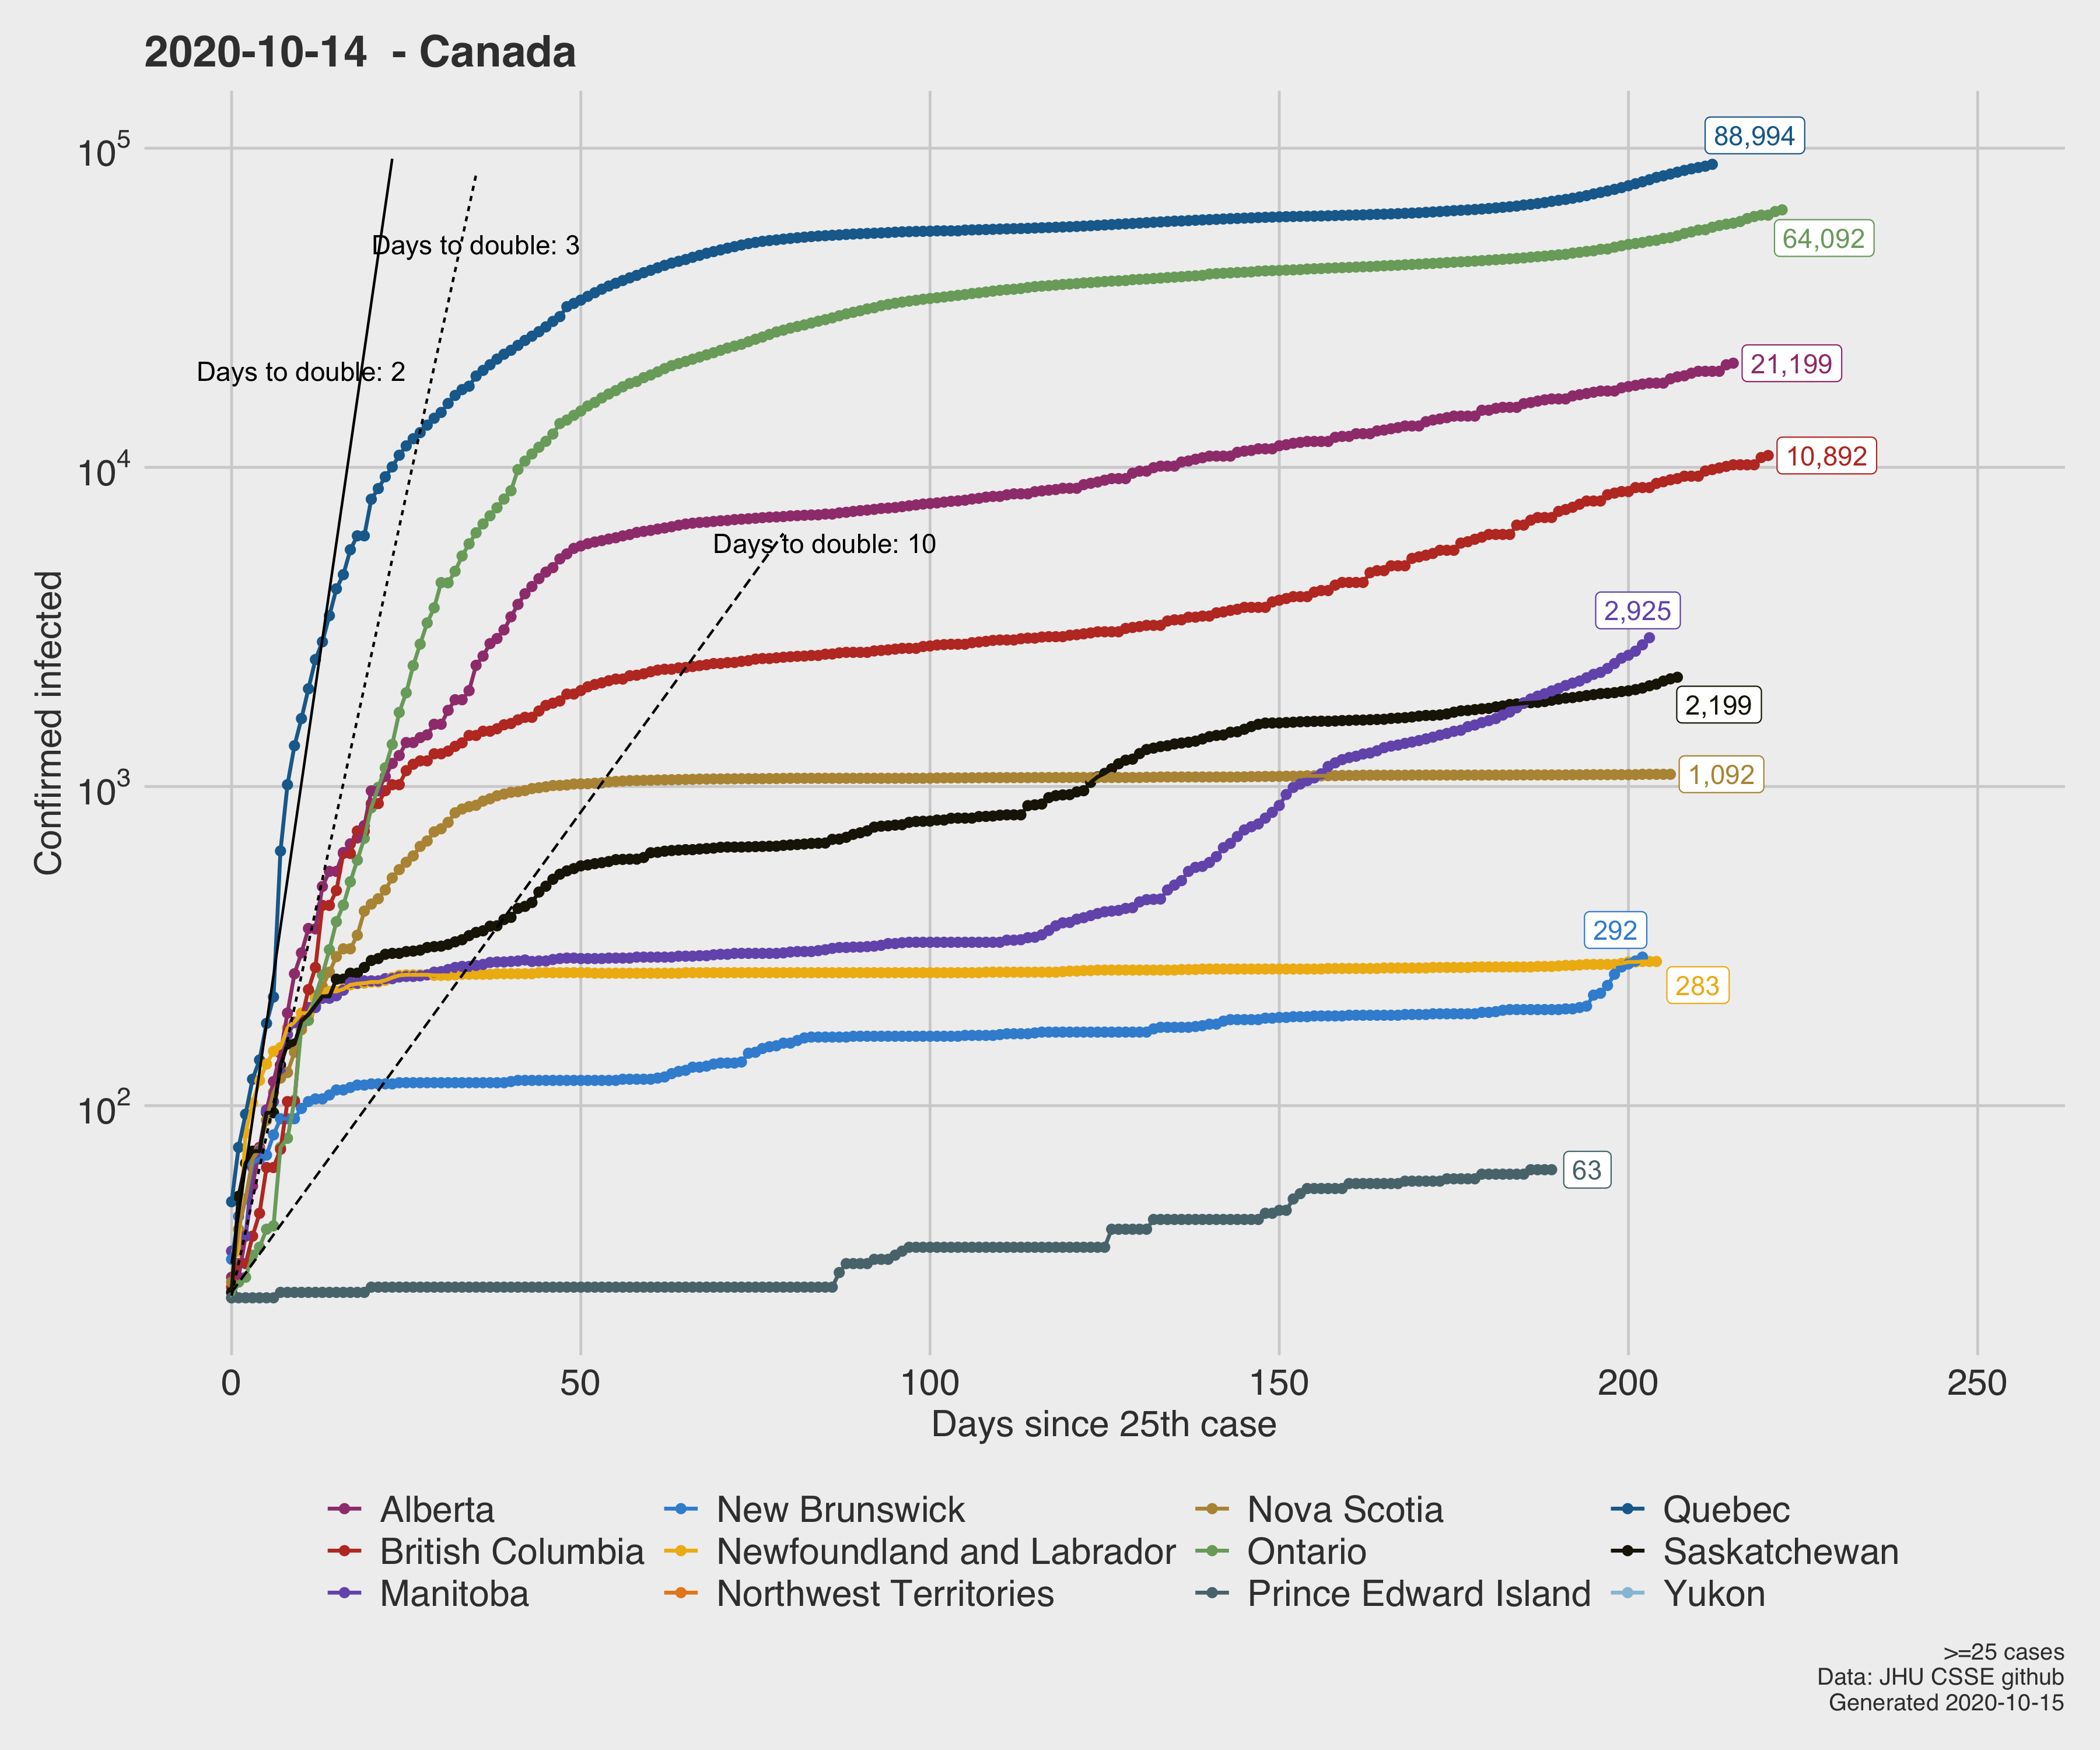 2020-10-14  - Canada
10^5
10^4
10^3
10^2
Confirmed infected
88,994
64,092
21,199
10,892
2,925
2,199
1,092
292
283
63
Days to double: 3
Days to double: 2
Days to double: 10
0 50 100 150 200 250
Days since 25th case
Alberta New Brunswick Nova Scotia Quebec
British Columbia Newfoundland and Labrador Ontario Saskatchewan
Manitoba Northwest Territories Prince Edward Island Yukon
>=25 cases
Data: JHU CSSE github
Generated 2020-10-15